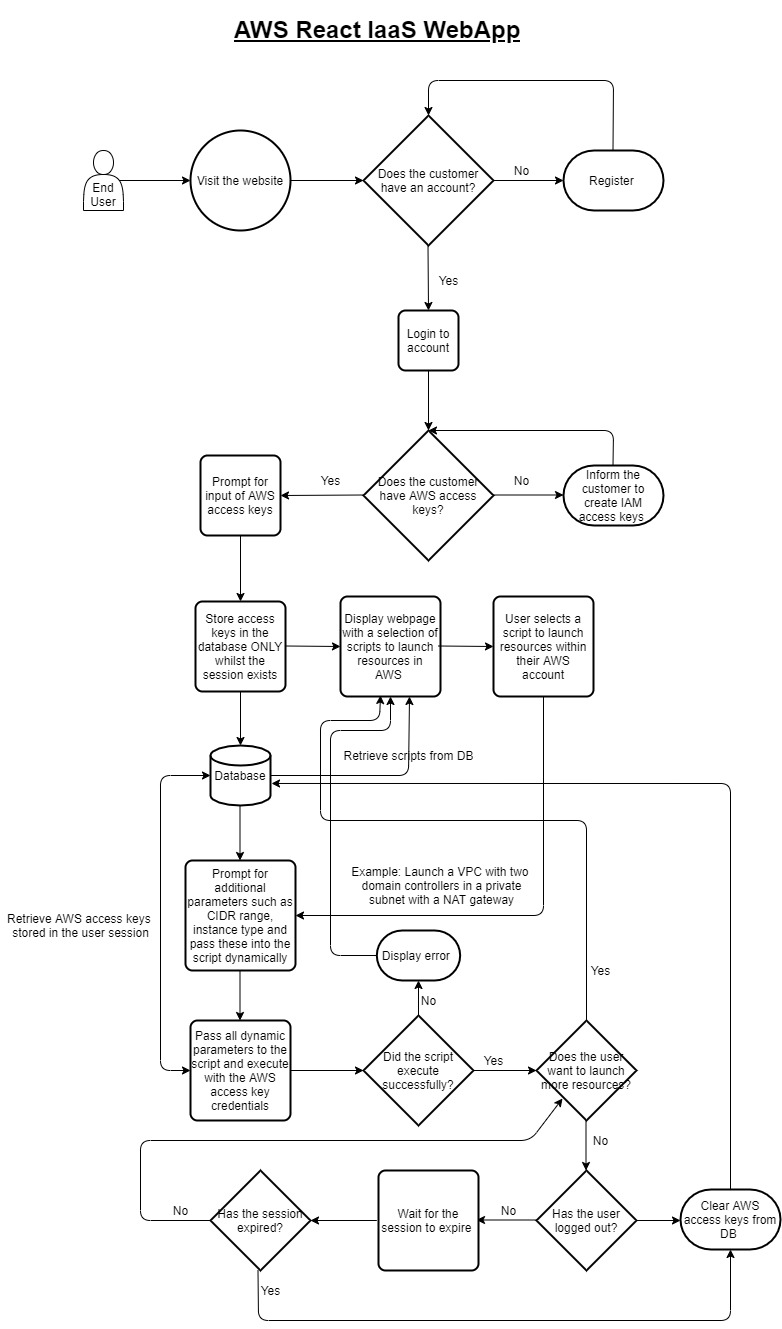 AWS React IaaS WebApp
End
User
Visit the website
Does the customer
have an account?
No
Register
Yes
Login to
account
Prompt for
input of AWS
access keys
Yes
Does the customer
have AWS access
keys?
No
Inform the
customer to
create IAM
access keys
Store access
keys in the
database ONLY
whilst the
session exists
Display webpage
with a selection of
scripts to launch
resources in
AWS
User selects a
script to launch
resources within
their AWS
account
Retrieve scripts from DB
Database
Prompt for
additional
parameters such as
CIDR range,
instance type and
pass these into the
script dynamically
Example: Launch a VPC with two
domain controllers in a private
subnet with a NAT gateway
Retrieve AWS access keys
stored in the user session
Display error
Yes
No
Pass all dynamic
parameters to the
script and execute
with the AWS
access key
credentials
Did the script
execute
successfully?
Yes
Does the user
want to launch
more resources?
No
No
Has the session
expired?
Wait for the
session to expire
No
Has the user
logged out?
Clear AWS
access keys from
DB
Yes